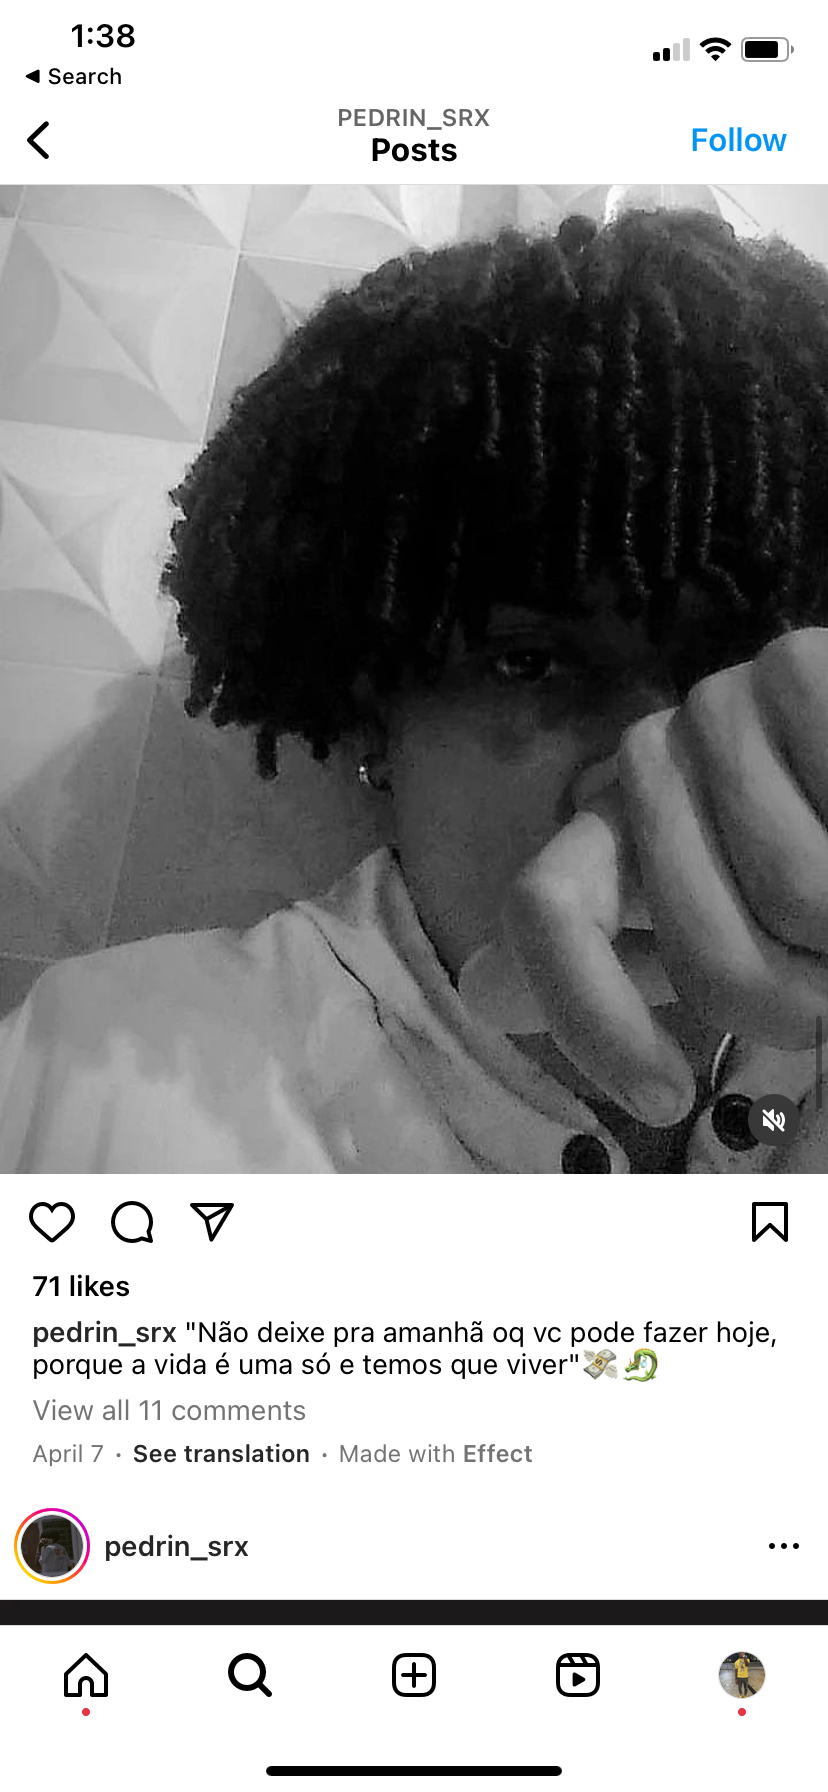 1:38
Search
PEDRIN_SRX
Posts
Follow
71 likes
pedrin_srx "Não deixe pra amanhã oq vc pode fazer hoje,
porque a vida é uma só e temos que viver"💸🐉
View all 11 comments
April 7 · See translation · Made with Effect
pedrin_srx